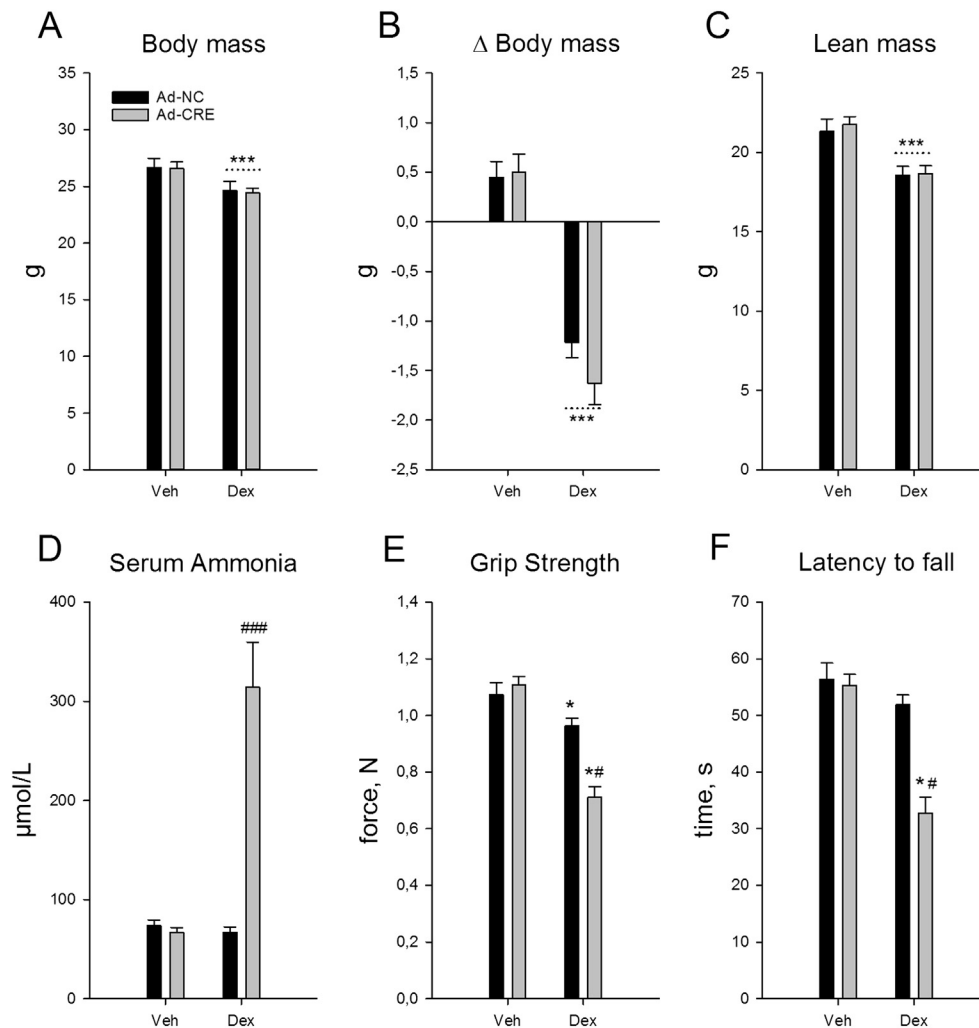 A
Body mass
35
30
25
20
15
10
5
0
g
Ad-NC
Ad-CRE
***
Veh
Dex
B
Δ Body mass
1,5
1,0
0,5
0,0
-0,5
-1,0
-1,5
-2,0
-2,5
g
***
Veh
Dex
C
Lean mass
25
20
15
10
5
0
g
***
Veh
Dex
D
Serum Ammonia
400
300
200
100
0
µmol/L
###
Veh
Dex
E
Grip Strength
1,4
1,2
1,0
0,8
0,6
0,4
0,2
0,0
force, N
*
*#
Veh
Dex
F
Latency to fall
70
60
50
40
30
20
10
0
time, s
*#
Veh
Dex